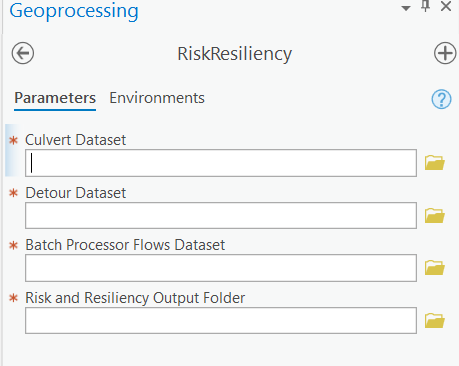 Geoprocessing
RiskResiliency
Parameters Environments
* Culvert Dataset
* Detour Dataset
* Batch Processor Flows Dataset
* Risk and Resiliency Output Folder